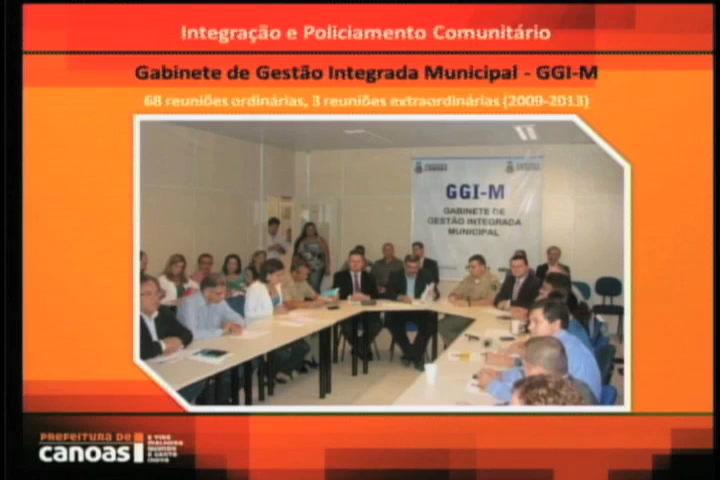 Integração e Policiamento Comunitário
Gabinete de Gestão Integrada Municipal - GGI-M
68 reuniões ordinárias, 3 reuniões extraordinárias (2009-2013)
GGI-M
GABINETE DE
GESTÃO INTEGRADA
MUNICIPAL
PREFEITURA DE
canoas